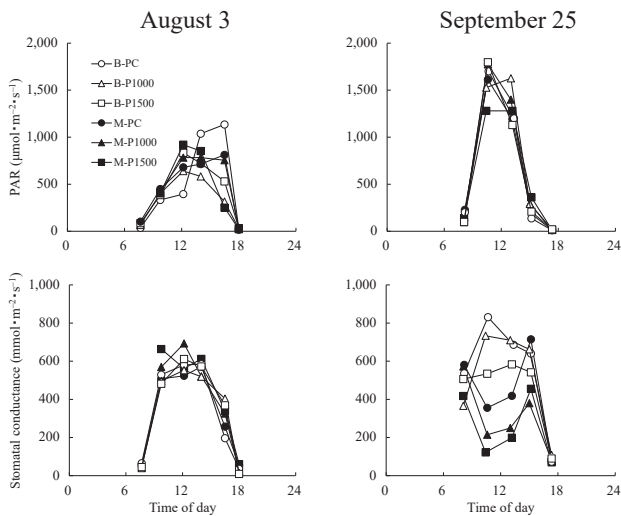 August 3
September 25
PAR (μmol·m⁻²·s⁻¹)
2,000
1,500
1,000
500
0
B-PC
B-P1000
B-P1500
M-PC
M-P1000
M-P1500
0 6 12 18 24
2,000
1,500
1,000
500
0
0 6 12 18 24
Stomatal conductance (mmol·m⁻²·s⁻¹)
1,000
800
600
400
200
0
0 6 12 18 24
Time of day
1,000
800
600
400
200
0
0 6 12 18 24
Time of day